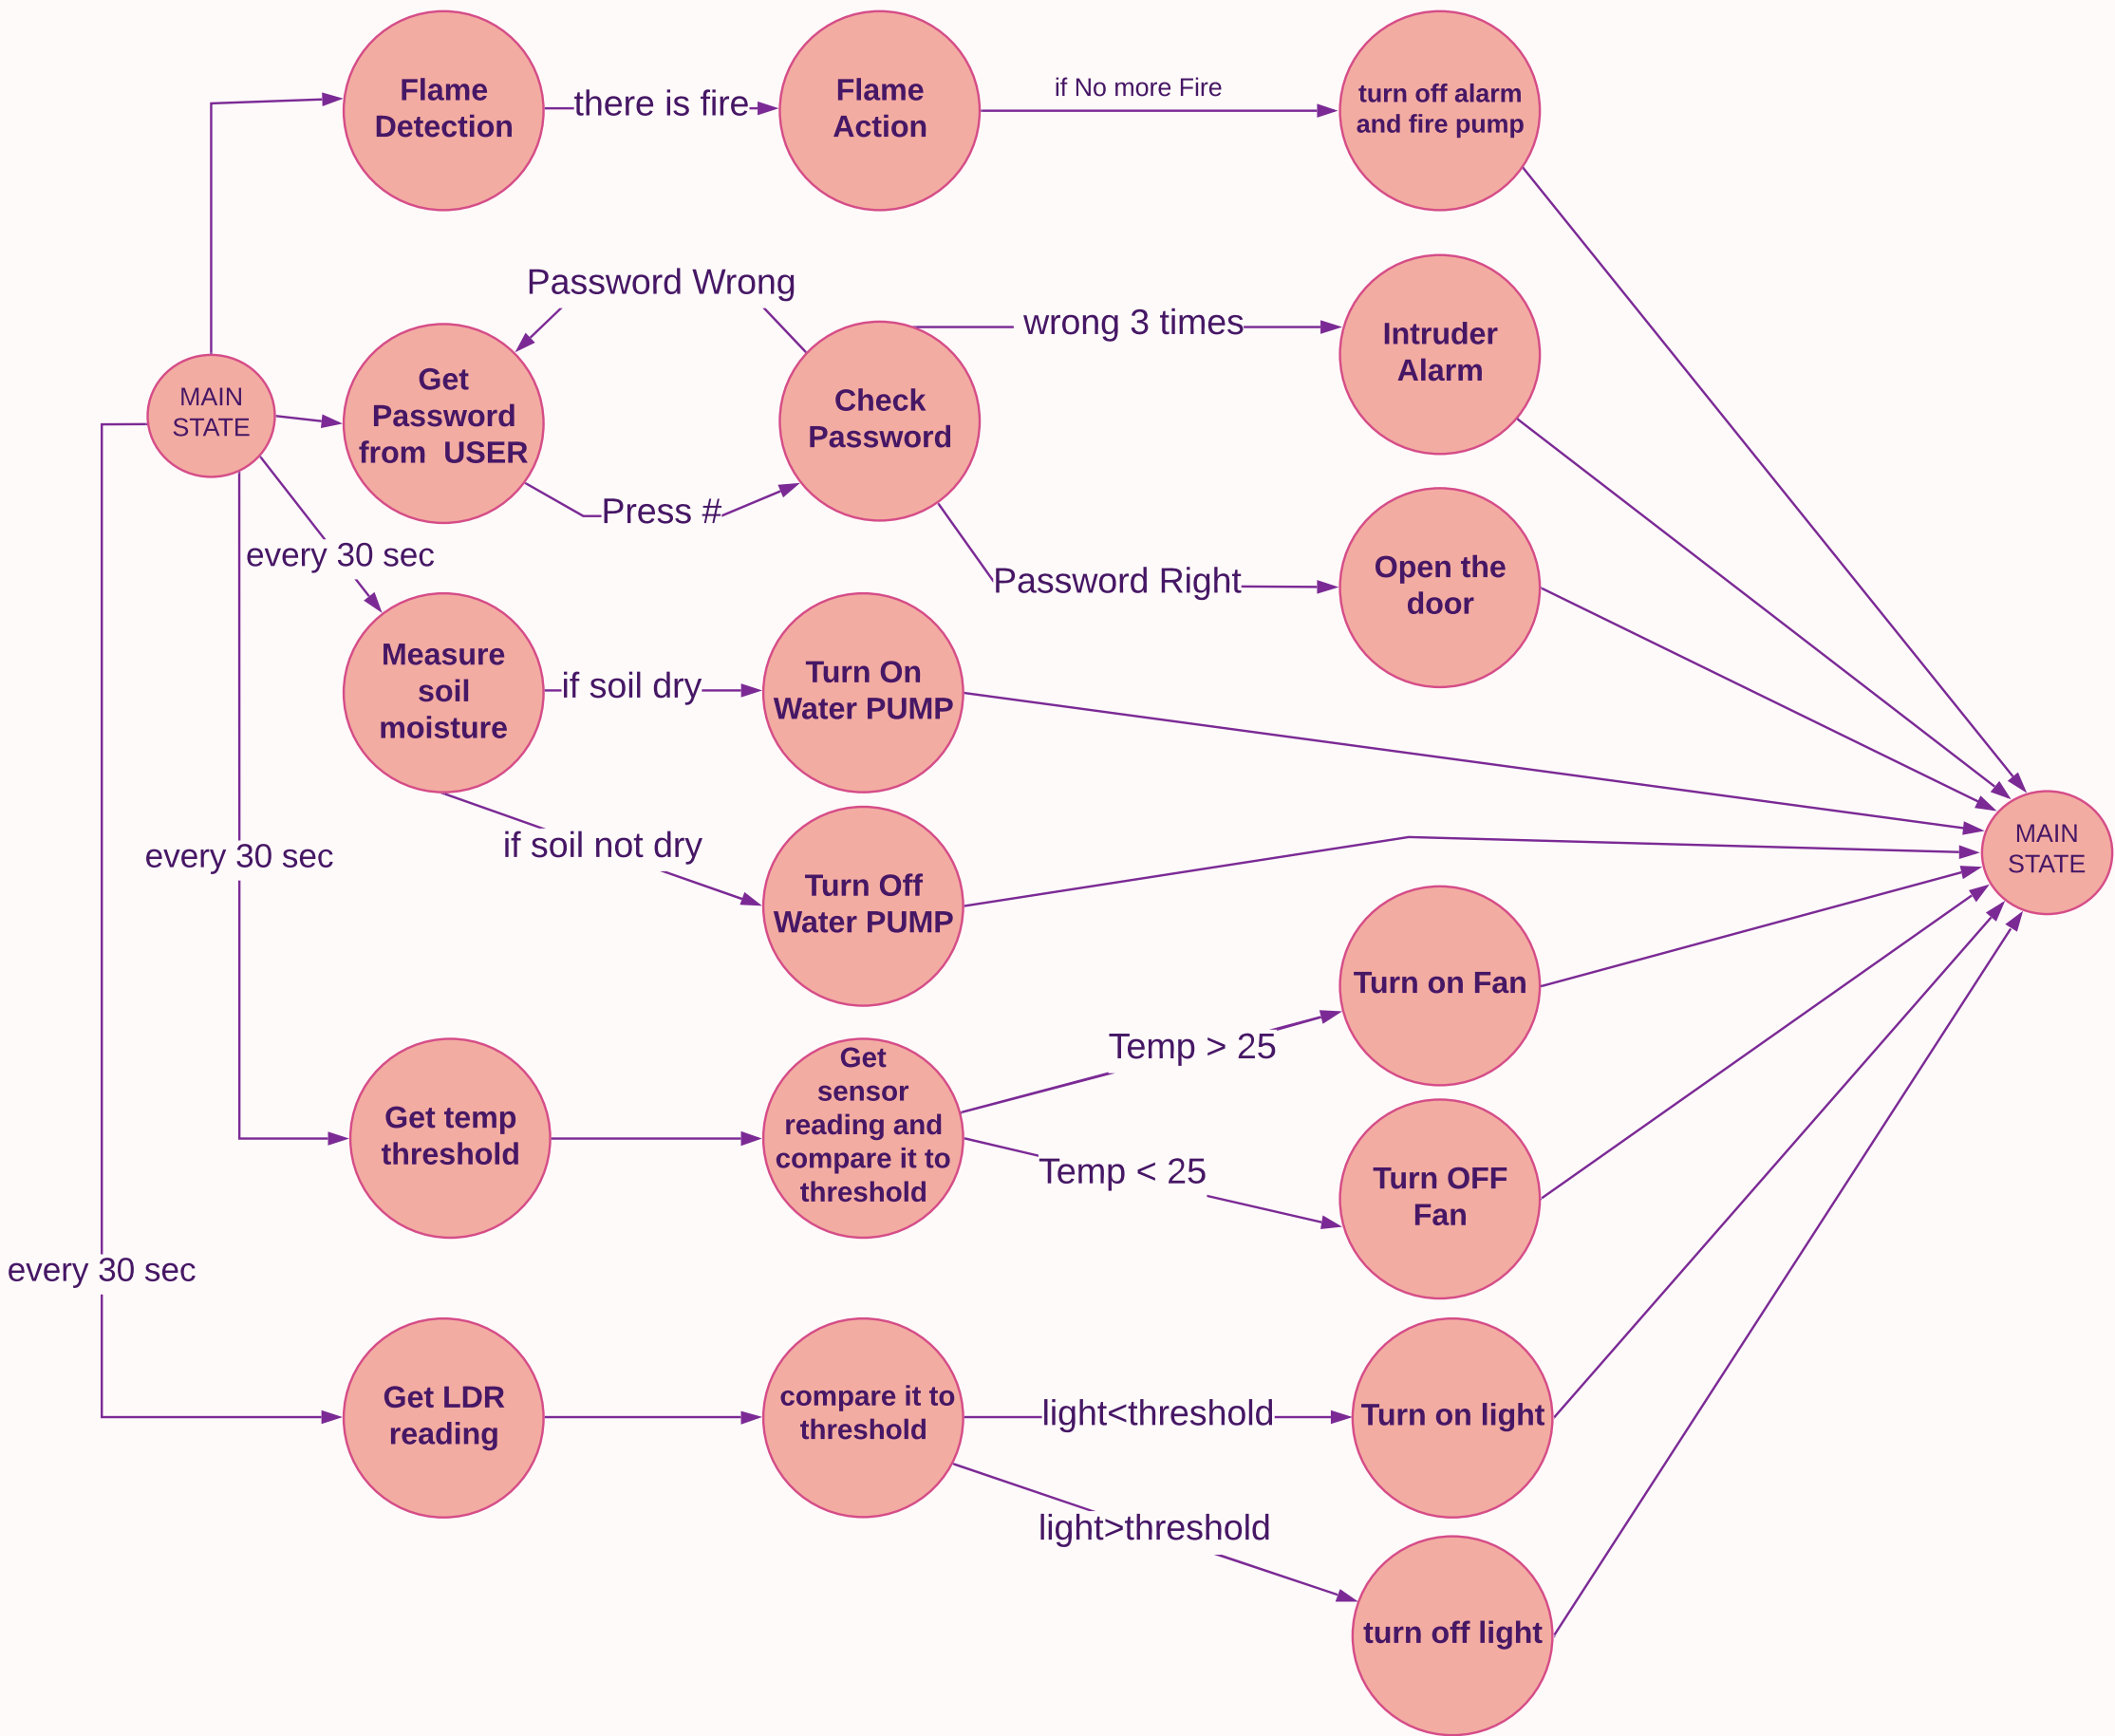 Flame
Detection
there is fire
Flame
Action
if No more Fire
turn off alarm
and fire pump
MAIN
STATE
Get
Password
from  USER
Password Wrong
Press #
Check
Password
wrong 3 times
Intruder
Alarm
Password Right
Open the
door
every 30 sec
Measure
soil
moisture
if soil dry
Turn On
Water PUMP
if soil not dry
Turn Off
Water PUMP
MAIN
STATE
every 30 sec
Get temp
threshold
Get
sensor
reading and
compare it to
threshold
Temp > 25
Turn on Fan
Temp < 25
Turn OFF
Fan
every 30 sec
Get LDR
reading
compare it to
threshold
light<threshold
Turn on light
light>threshold
turn off light